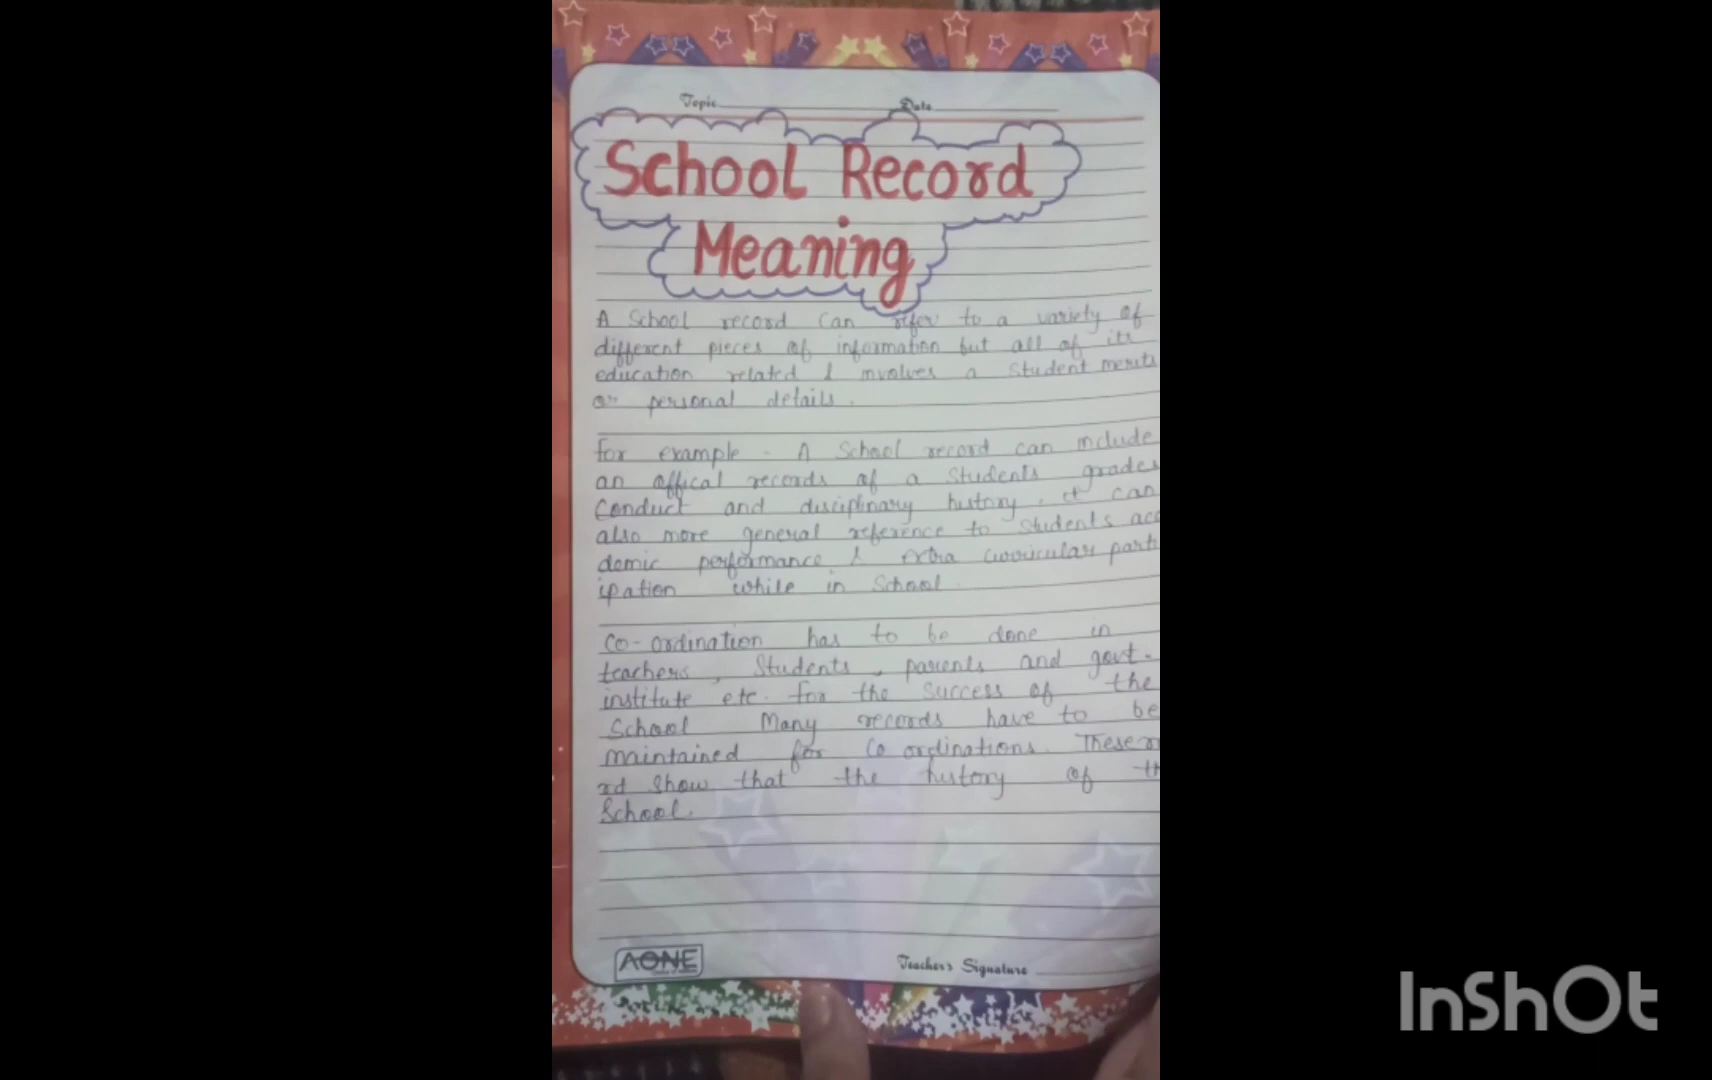 Topic Date
School Record
Meaning
A School record can refer to a variety of
different pieces of information but all of its
education related & involves a student merits
or personal details.
for example - A School record can include
an offical records of a students grades
Conduct and disciplinary history. it can
also more general reference to Students aca
demic performance & extra curricular parti
ipation while in School
Co-ordination has to be done in
teachers, Students, parents and govt.
institute etc. for the success of the
School Many records have to be
maintained for Co ordinations. These
rd show that the history of
School.
AONE
Teacher's Signature
InShOt